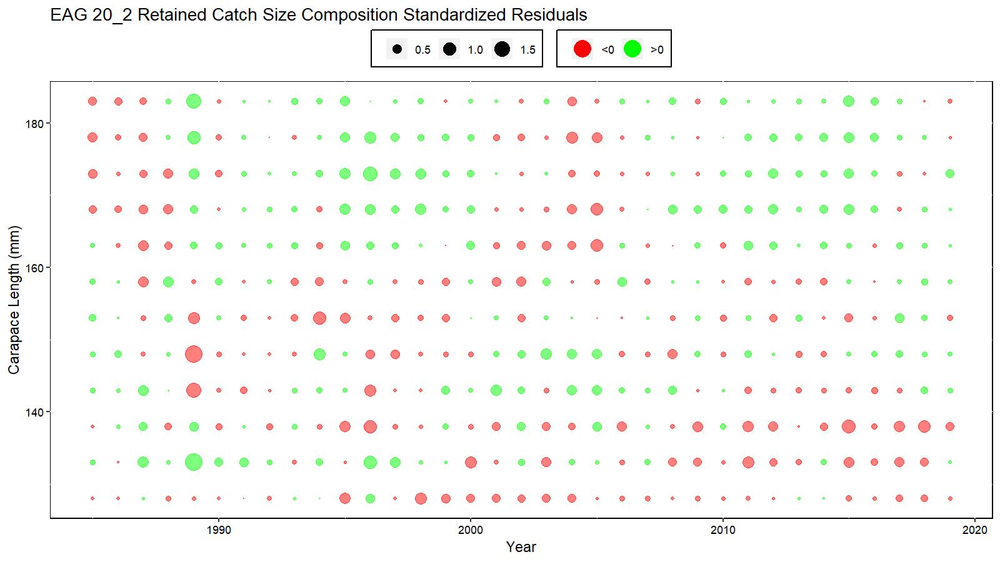 EAG 20_2 Retained Catch Size Composition Standardized Residuals
0.5 1.0 1.5 <0 >0
180
160
140
Carapace Length (mm)
1990 2000 2010 2020
Year